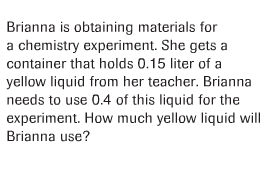 Brianna is obtaining materials for
a chemistry experiment. She gets a
container that holds 0.15 liter of a
yellow liquid from her teacher. Brianna
needs to use 0.4 of this liquid for the
experiment. How much yellow liquid will
Brianna use?